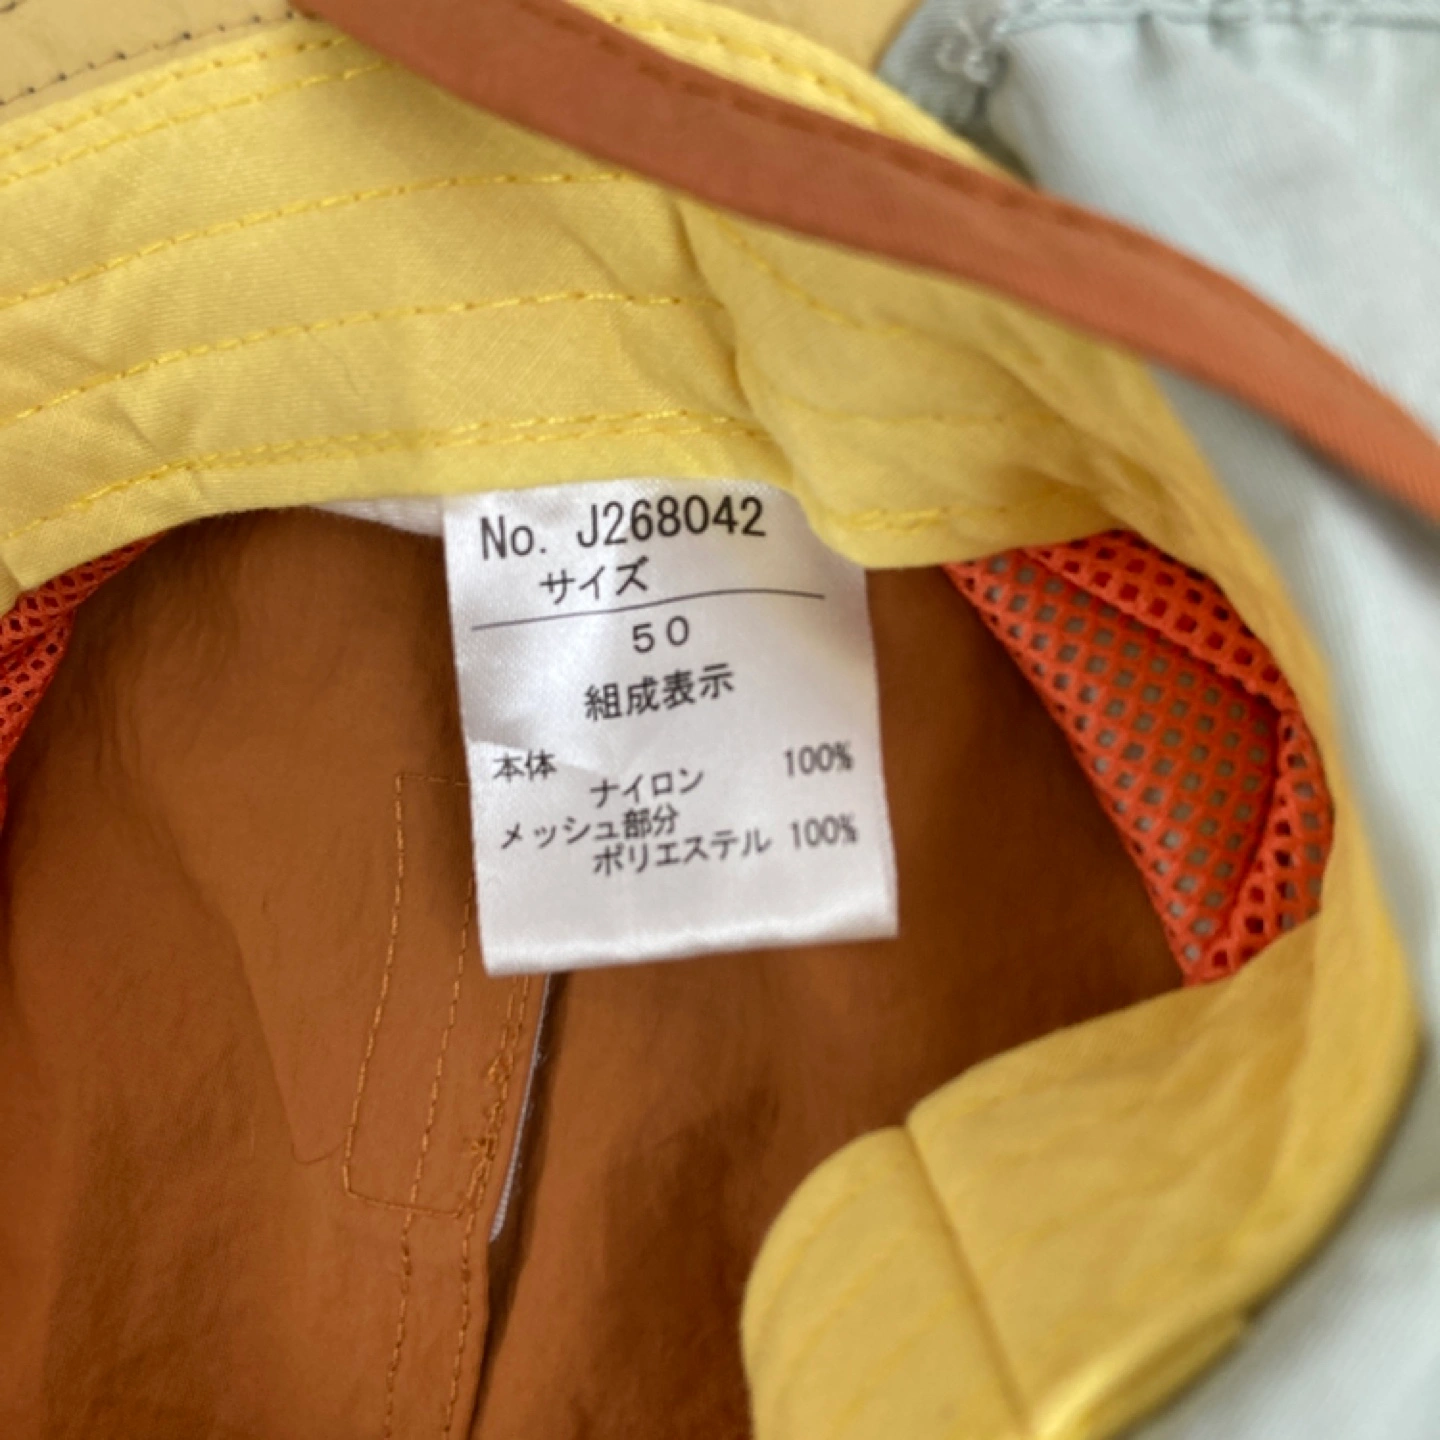 No. J268042
サイズ
50
組成表示
本体
ナイロン 100%
メッシュ部分
ポリエステル 100%